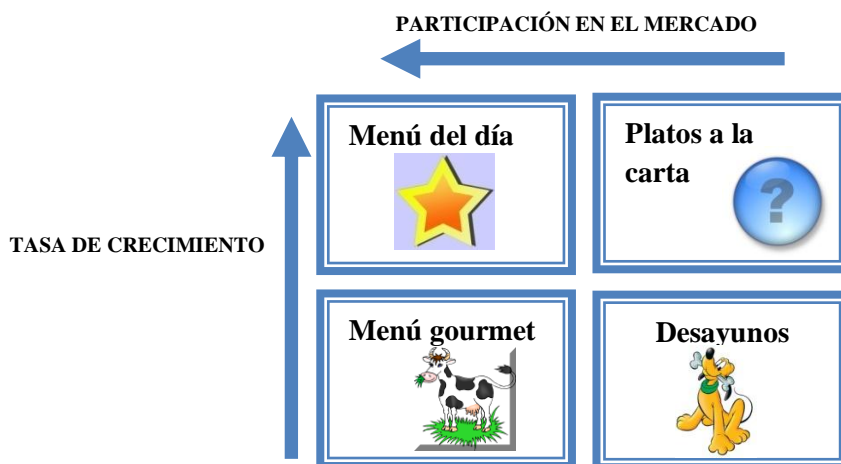 PARTICIPACIÓN EN EL MERCADO
Menú del día
Platos a la
carta
?
TASA DE CRECIMIENTO
Menú gourmet
Desayunos